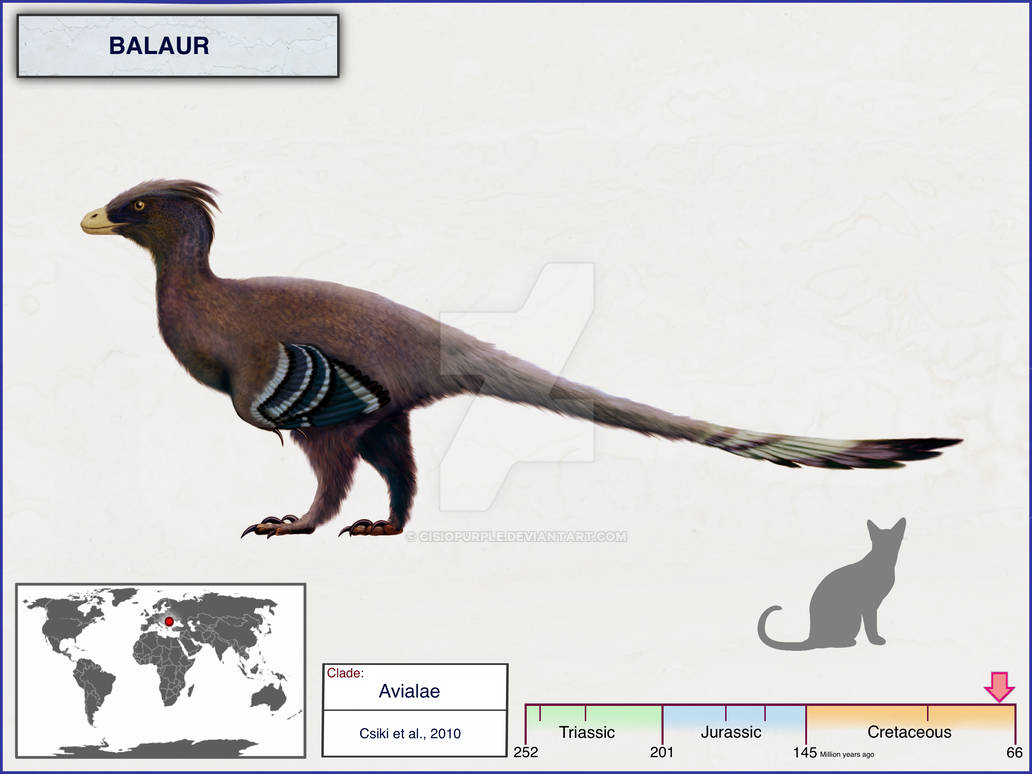 BALAUR
© CISIOPURPLE.DEVIANTART.COM
Clade:
Avialae
Csiki et al., 2010
Triassic
Jurassic
Cretaceous
252
201
145
Million years ago
66